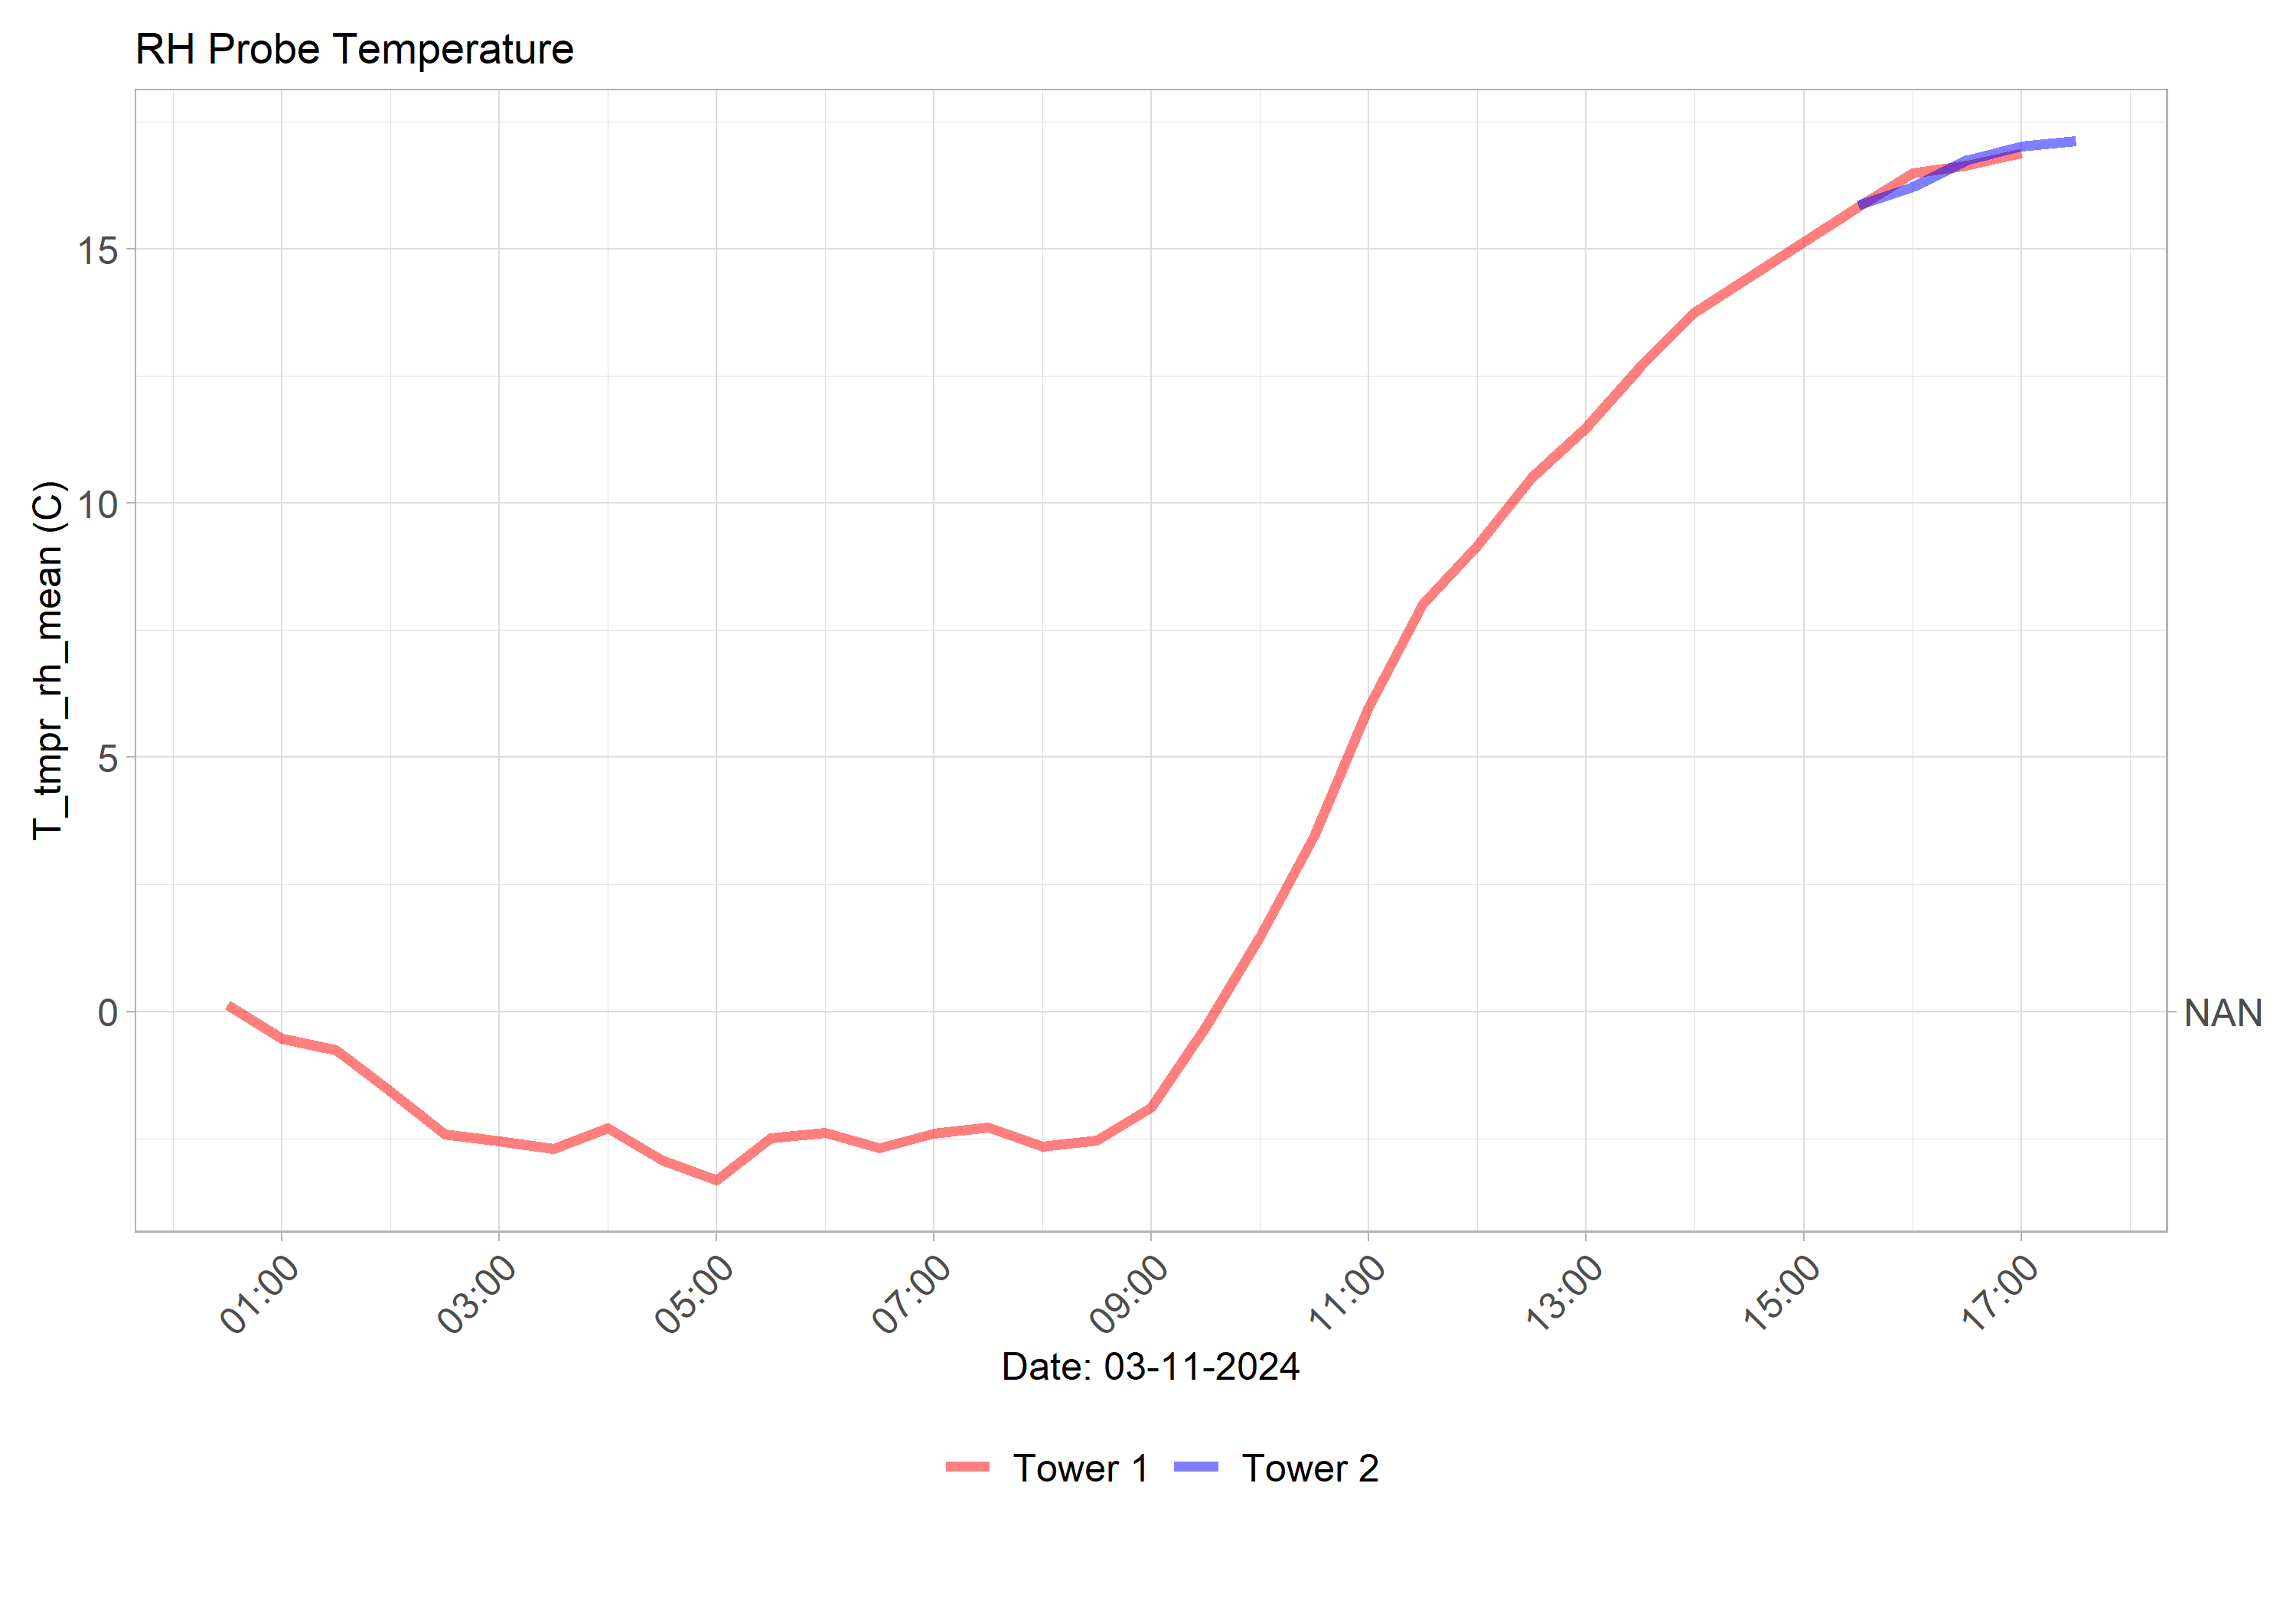 RH Probe Temperature
T_tmpr_rh_mean (C)
15
10
5
0
NAN
01:00
03:00
05:00
07:00
09:00
11:00
13:00
15:00
17:00
Date: 03-11-2024
Tower 1
Tower 2